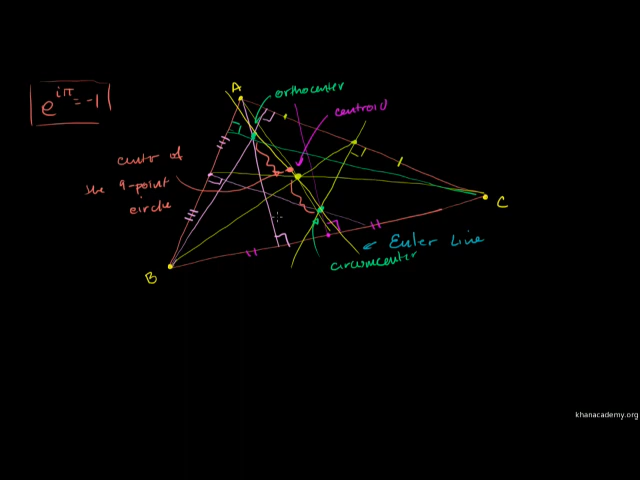 e^iπ = -1
A
orthocenter
centroid
center of
the 9-point
circle
C
Euler Line
circumcenter
B
khanacademy.org